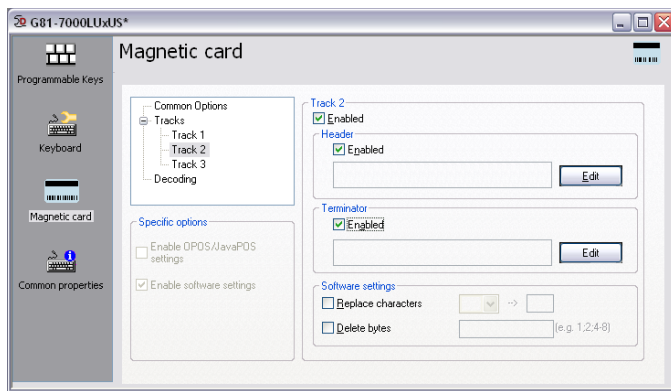 G81-7000LUxUS*
Magnetic card
Programmable Keys
Keyboard
Magnetic card
Common properties
Common Options
Tracks
Track 1
Track 2
Track 3
Decoding
Specific options
Enable OPOS/JavaPOS
settings
Enable software settings
Track 2
Enabled
Header
Enabled
Edit
Terminator
Enabled
Edit
Software settings
Replace characters
-->
Delete bytes
(e.g. 1;2;4-8)